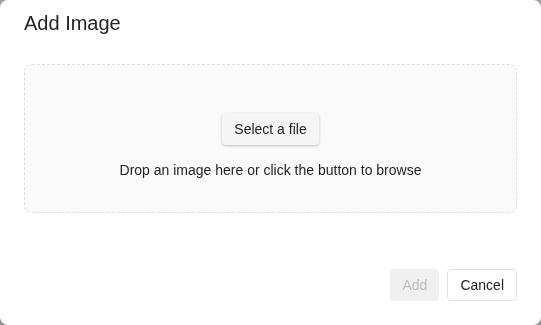 Add Image
Select a file
Drop an image here or click the button to browse
Add
Cancel